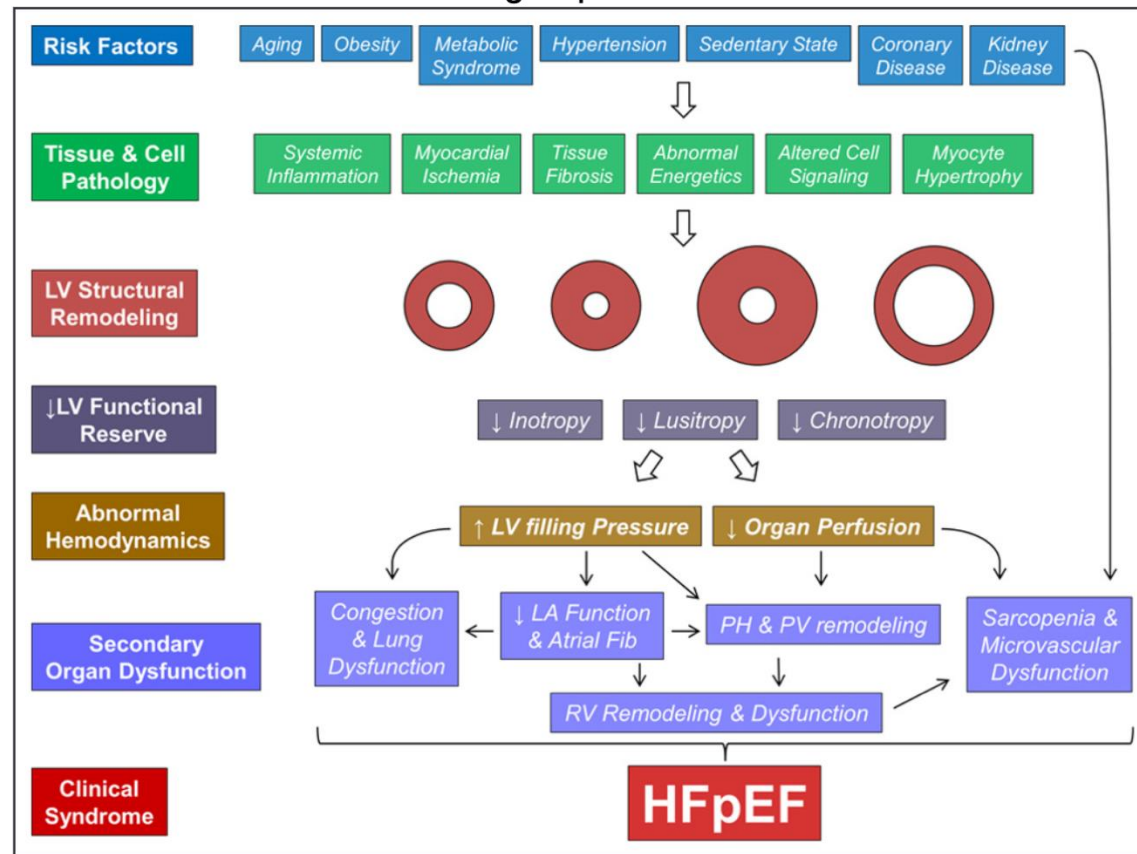 Risk Factors
Aging
Obesity
Metabolic
Syndrome
Hypertension
Sedentary State
Coronary
Disease
Kidney
Disease
Tissue & Cell
Pathology
Systemic
Inflammation
Myocardial
Ischemia
Tissue
Fibrosis
Abnormal
Energetics
Altered Cell
Signaling
Myocyte
Hypertrophy
LV Structural
Remodeling
↓LV Functional
Reserve
↓ Inotropy
↓ Lusitropy
↓ Chronotropy
Abnormal
Hemodynamics
↑ LV filling Pressure
↓ Organ Perfusion
Secondary
Organ Dysfunction
Congestion
& Lung
Dysfunction
↓ LA Function
& Atrial Fib
PH & PV remodeling
Sarcopenia &
Microvascular
Dysfunction
RV Remodeling & Dysfunction
Clinical
Syndrome
HFpEF